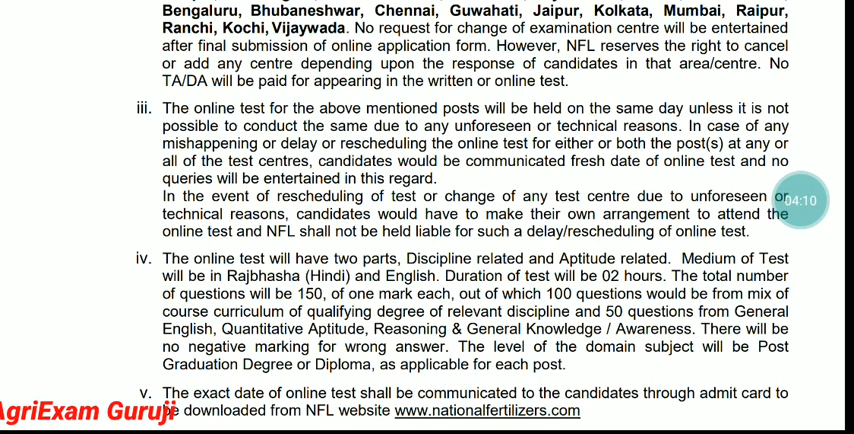 Bengaluru, Bhubaneshwar, Chennai, Guwahati, Jaipur, Kolkata, Mumbai, Raipur,
Ranchi, Kochi, Vijaywada. No request for change of examination centre will be entertained
after final submission of online application form. However, NFL reserves the right to cancel
or add any centre depending upon the response of candidates in that area/centre. No
TA/DA will be paid for appearing in the written or online test.
iii. The online test for the above mentioned posts will be held on the same day unless it is not
possible to conduct the same due to any unforeseen or technical reasons. In case of any
mishappening or delay or rescheduling the online test for either or both the post(s) at any or
all of the test centres, candidates would be communicated fresh date of online test and no
queries will be entertained in this regard.
In the event of rescheduling of test or change of any test centre due to unforeseen or
04:10
technical reasons, candidates would have to make their own arrangement to attend the
online test and NFL shall not be held liable for such a delay/rescheduling of online test.
iv. The online test will have two parts, Discipline related and Aptitude related. Medium of Test
will be in Rajbhasha (Hindi) and English. Duration of test will be 02 hours. The total number
of questions will be 150, of one mark each, out of which 100 questions would be from mix of
course curriculum of qualifying degree of relevant discipline and 50 questions from General
English, Quantitative Aptitude, Reasoning & General Knowledge / Awareness. There will be
no negative marking for wrong answer. The level of the domain subject will be Post
Graduation Degree or Diploma, as applicable for each post.
v. The exact date of online test shall be communicated to the candidates through admit card to
be downloaded from NFL website www.nationalfertilizers.com
AgriExam Guruji